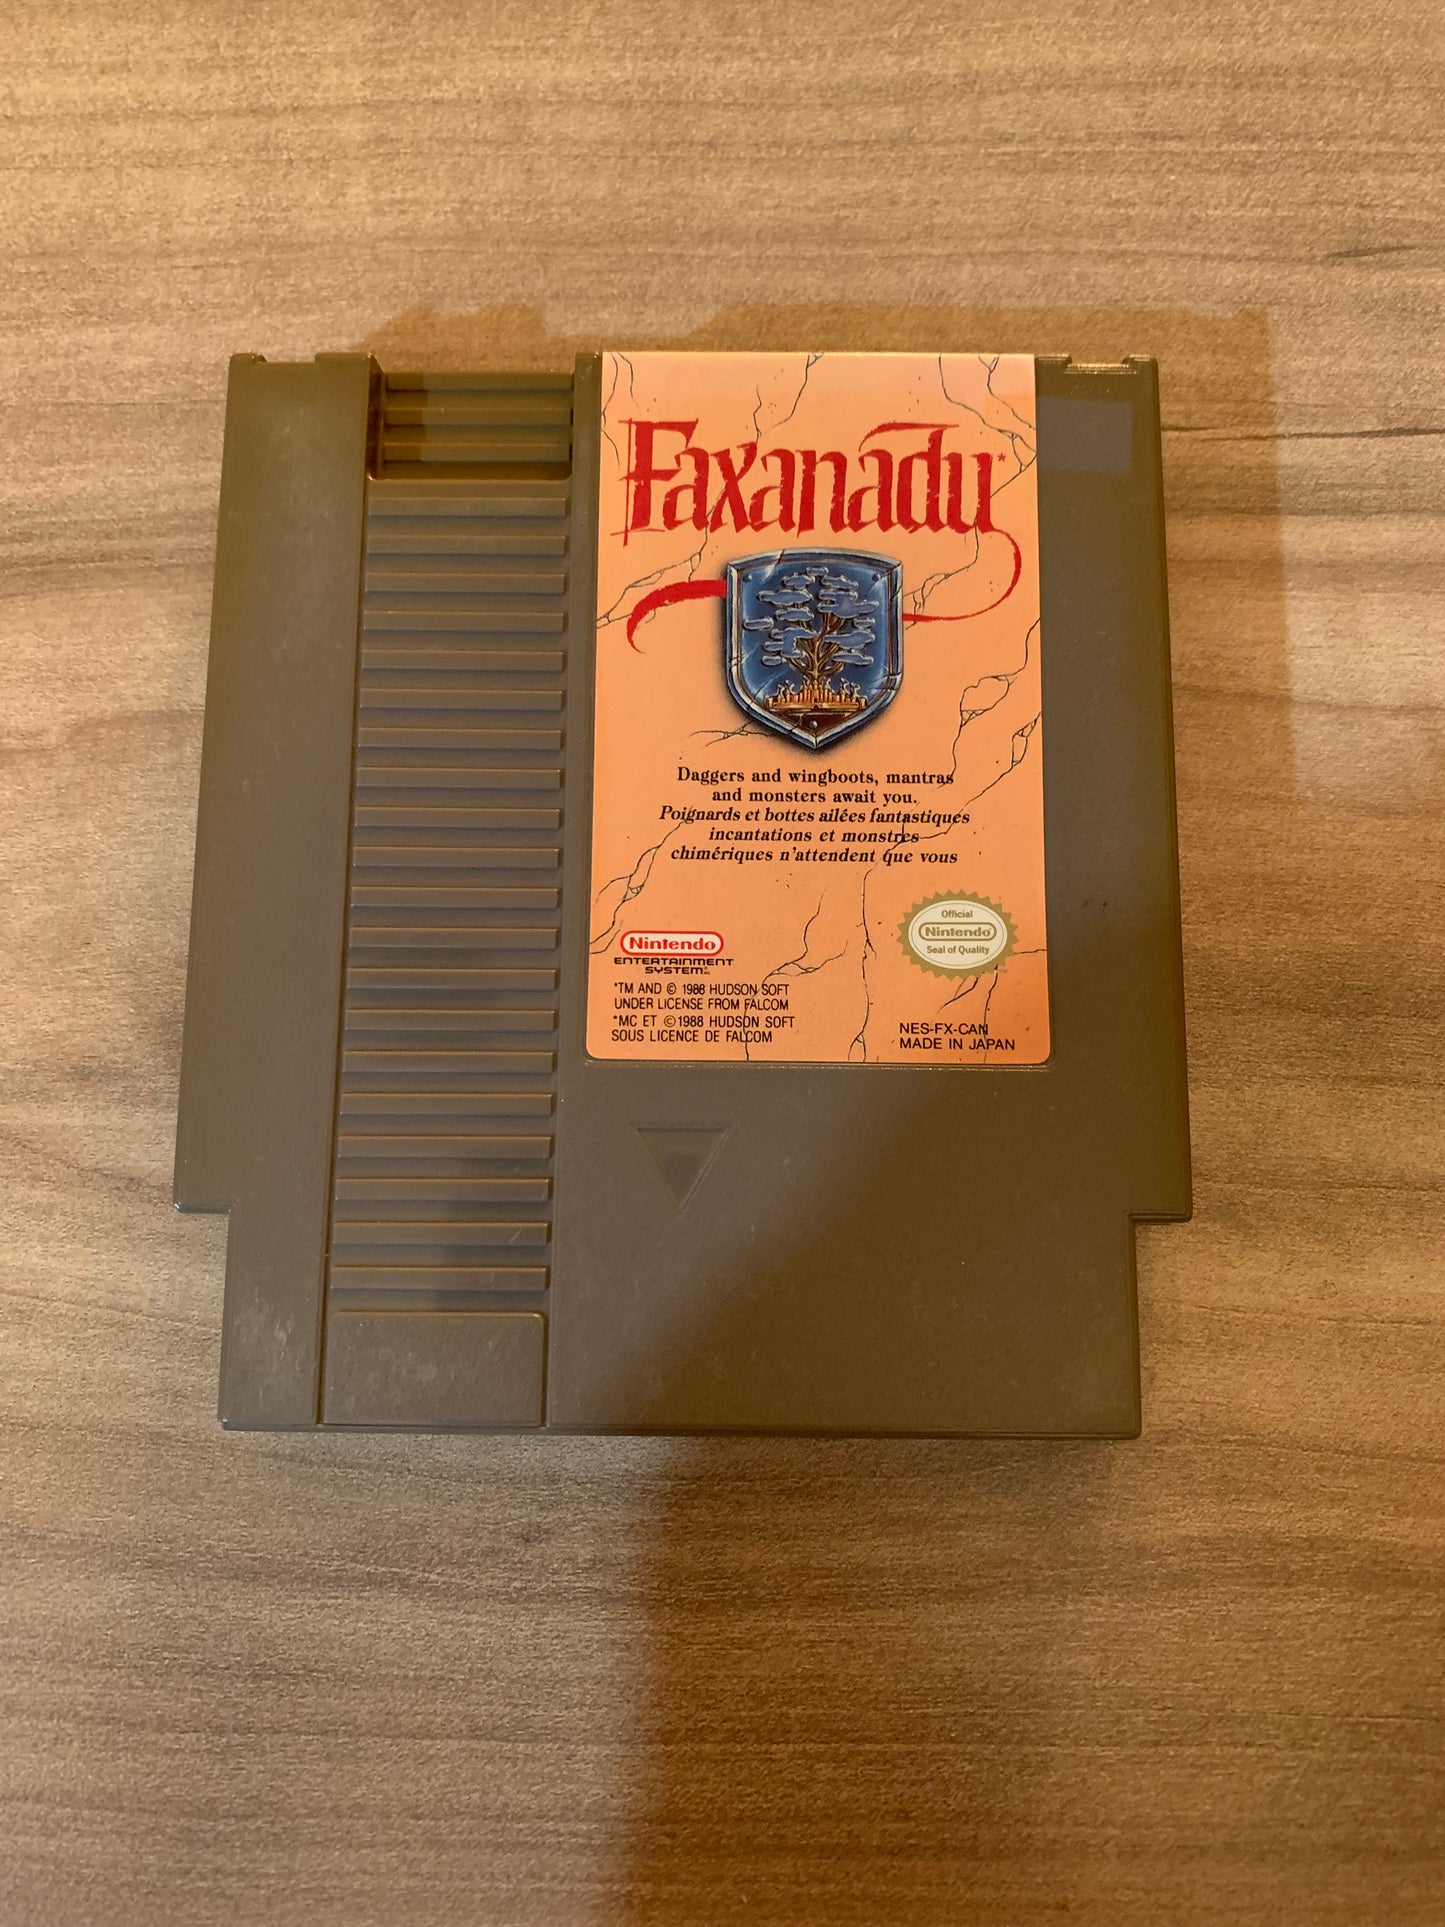 Faxanadu*
Daggers and wingboots, mantras
and monsters await you.
Poignards et bottes ailées fantastiques
incantations et monstres
chimériques n'attendent que vous
Nintendo
ENTERTAINMENT
SYSTEM
*TM AND © 1988 HUDSON SOFT
UNDER LICENSE FROM FALCOM
*MC ET ©1988 HUDSON SOFT
SOUS LICENCE DE FALCOM
Official
Nintendo
Seal of Quality
NES-FX-CAN
MADE IN JAPAN